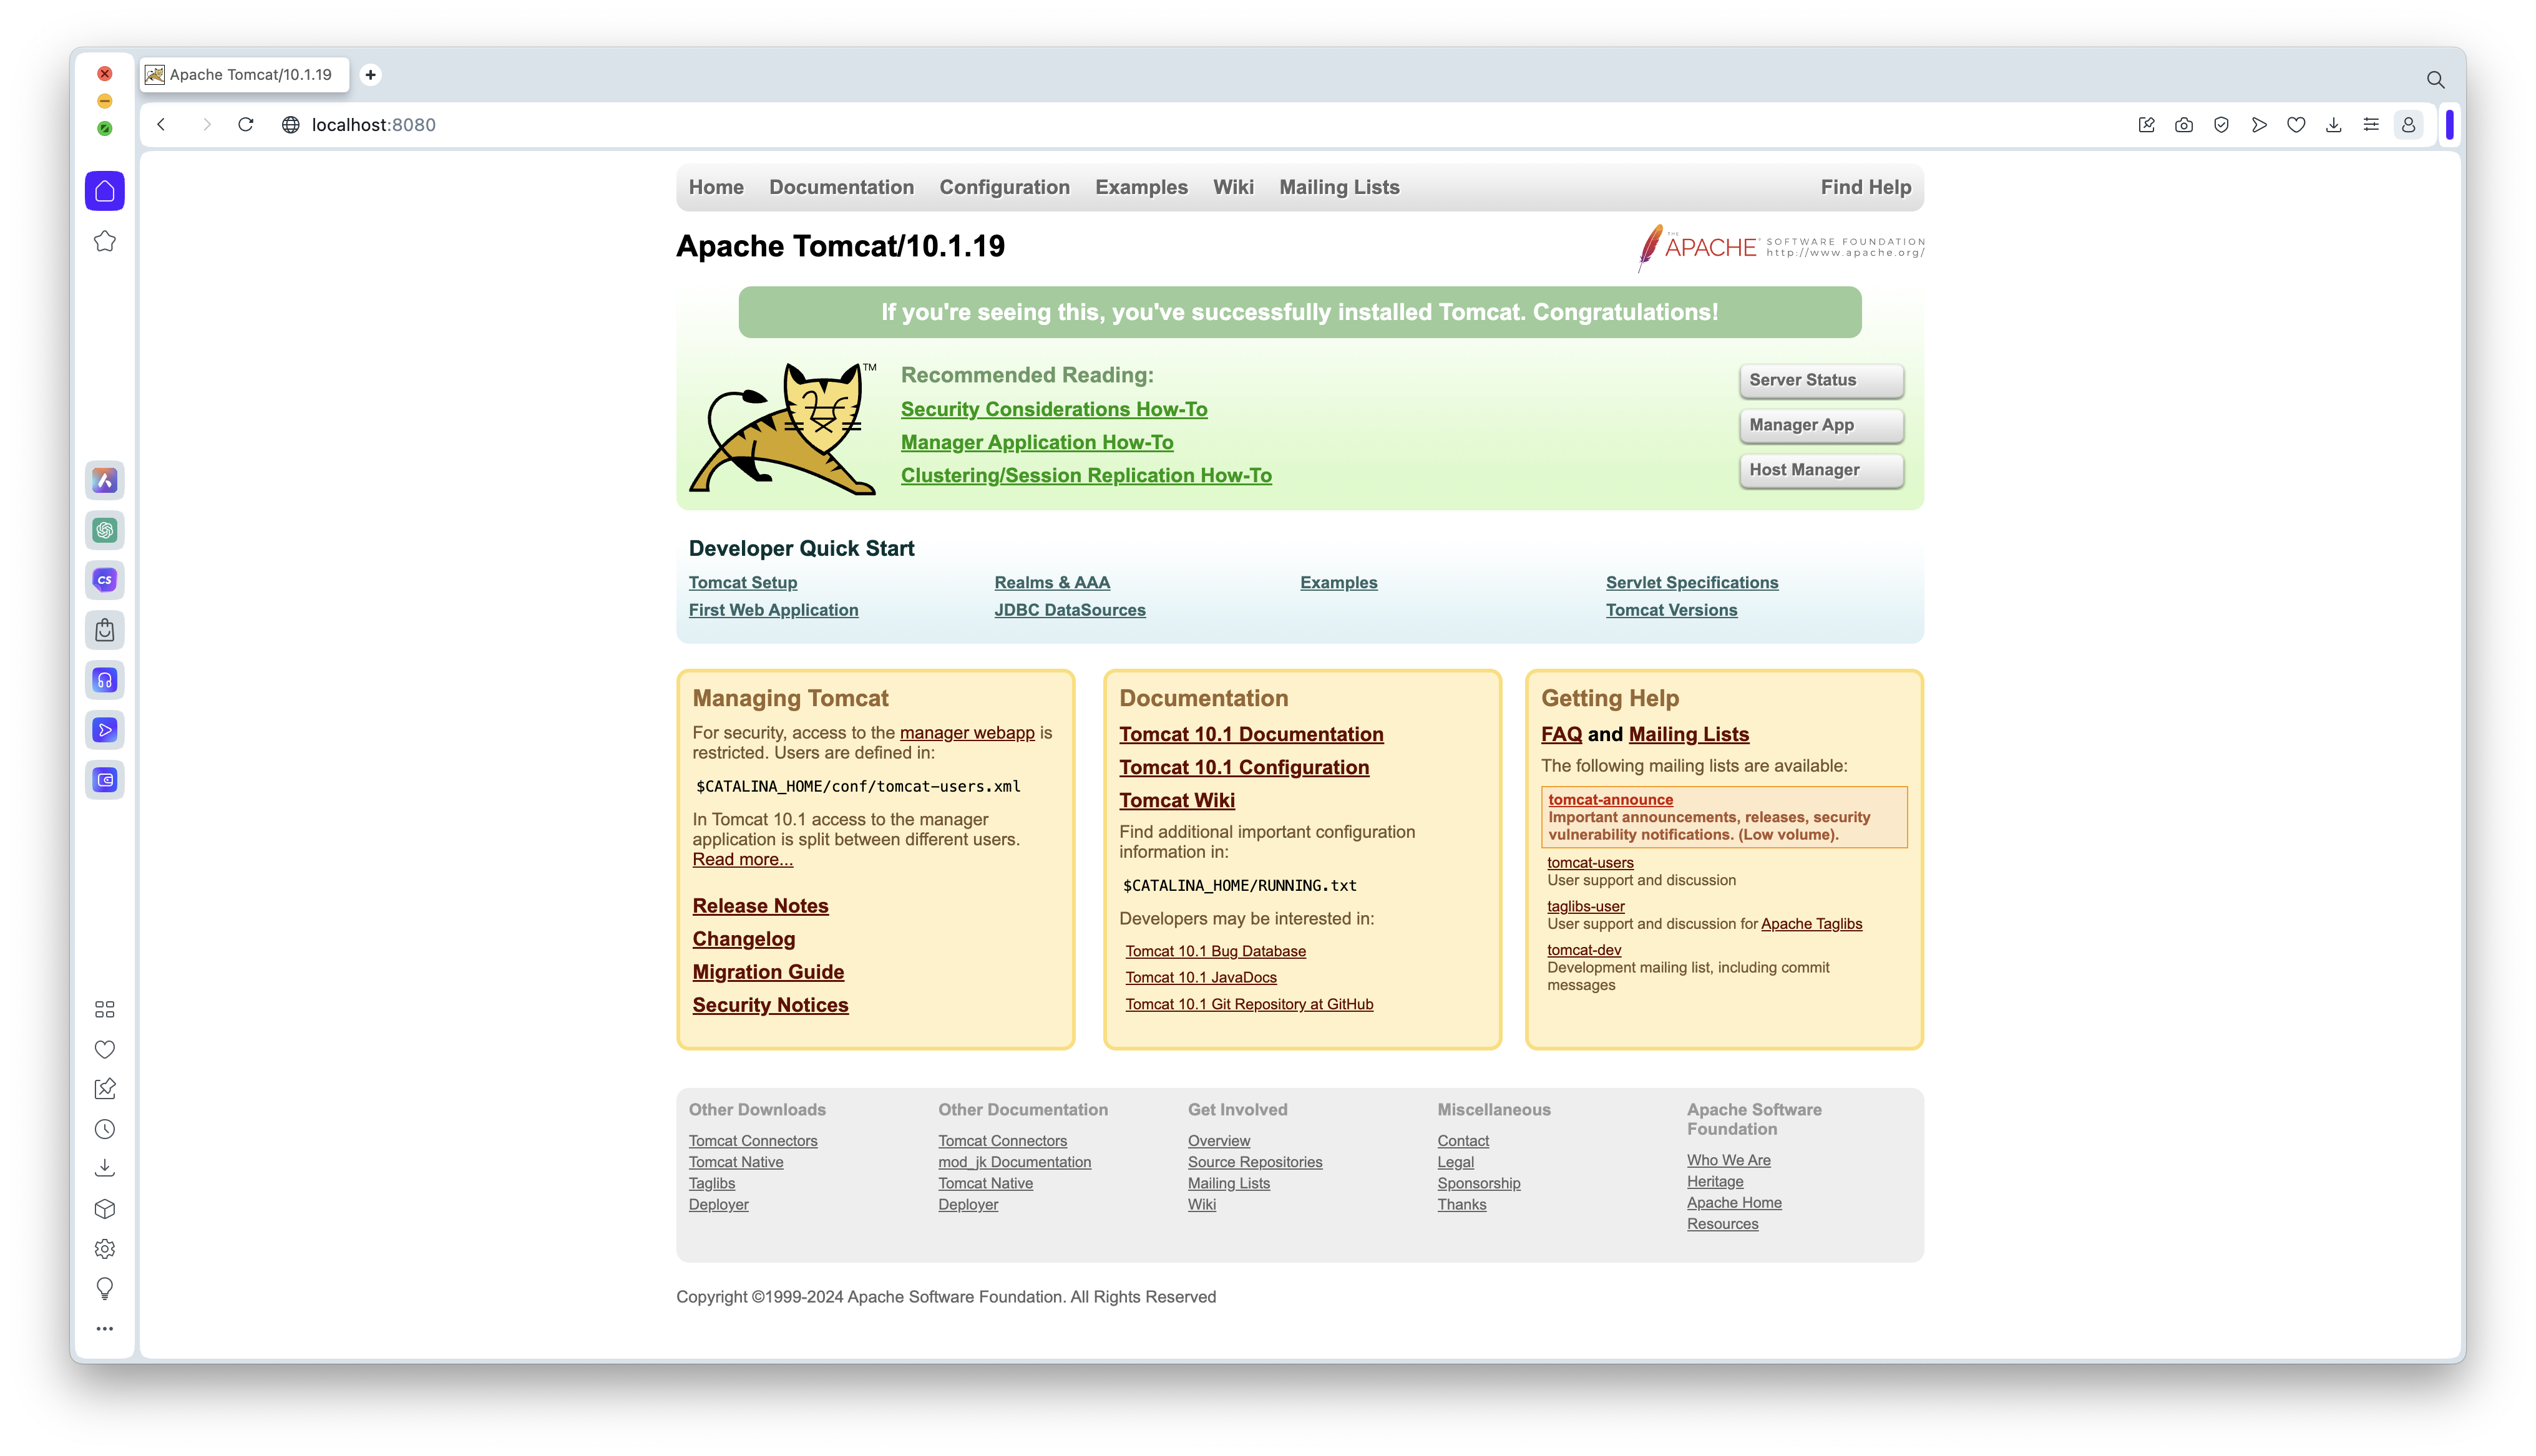 Apache Tomcat/10.1.19
localhost:8080
Home Documentation Configuration Examples Wiki Mailing Lists Find Help
Apache Tomcat/10.1.19
THE APACHE™ SOFTWARE FOUNDATION
http://www.apache.org/
If you're seeing this, you've successfully installed Tomcat. Congratulations!
TM
Recommended Reading:
Security Considerations How-To
Manager Application How-To
Clustering/Session Replication How-To
Server Status
Manager App
Host Manager
Developer Quick Start
Tomcat Setup
First Web Application
Realms & AAA
JDBC DataSources
Examples
Servlet Specifications
Tomcat Versions
CS
Managing Tomcat
For security, access to the manager webapp is
restricted. Users are defined in:
$CATALINA_HOME/conf/tomcat-users.xml
In Tomcat 10.1 access to the manager
application is split between different users.
Read more...
Release Notes
Changelog
Migration Guide
Security Notices
Documentation
Tomcat 10.1 Documentation
Tomcat 10.1 Configuration
Tomcat Wiki
Find additional important configuration
information in:
$CATALINA_HOME/RUNNING.txt
Developers may be interested in:
Tomcat 10.1 Bug Database
Tomcat 10.1 JavaDocs
Tomcat 10.1 Git Repository at GitHub
Getting Help
FAQ and Mailing Lists
The following mailing lists are available:
tomcat-announce
Important announcements, releases, security
vulnerability notifications. (Low volume).
tomcat-users
User support and discussion
taglibs-user
User support and discussion for Apache Taglibs
tomcat-dev
Development mailing list, including commit
messages
Other Downloads
Tomcat Connectors
Tomcat Native
Taglibs
Deployer
Other Documentation
Tomcat Connectors
mod_jk Documentation
Tomcat Native
Deployer
Get Involved
Overview
Source Repositories
Mailing Lists
Wiki
Miscellaneous
Contact
Legal
Sponsorship
Thanks
Apache Software
Foundation
Who We Are
Heritage
Apache Home
Resources
Copyright ©1999-2024 Apache Software Foundation. All Rights Reserved